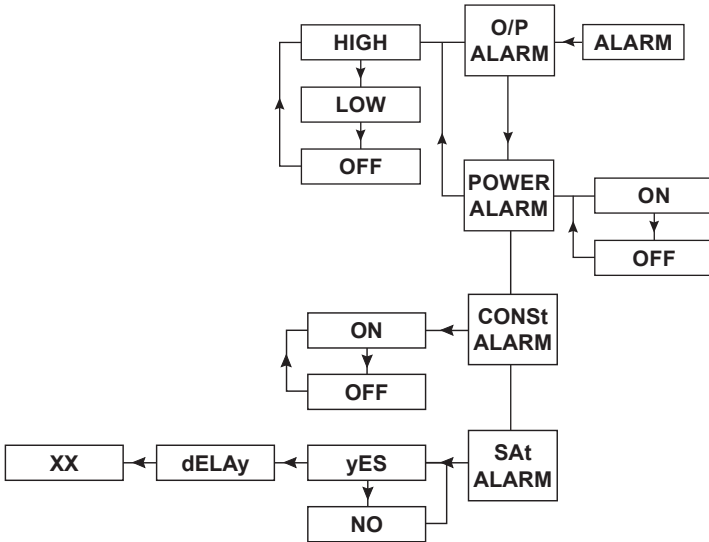 HIGH
O/P
ALARM
ALARM
LOW
OFF
POWER
ALARM
ON
OFF
CONSt
ALARM
ON
OFF
SAt
ALARM
XX
dELAy
yES
NO